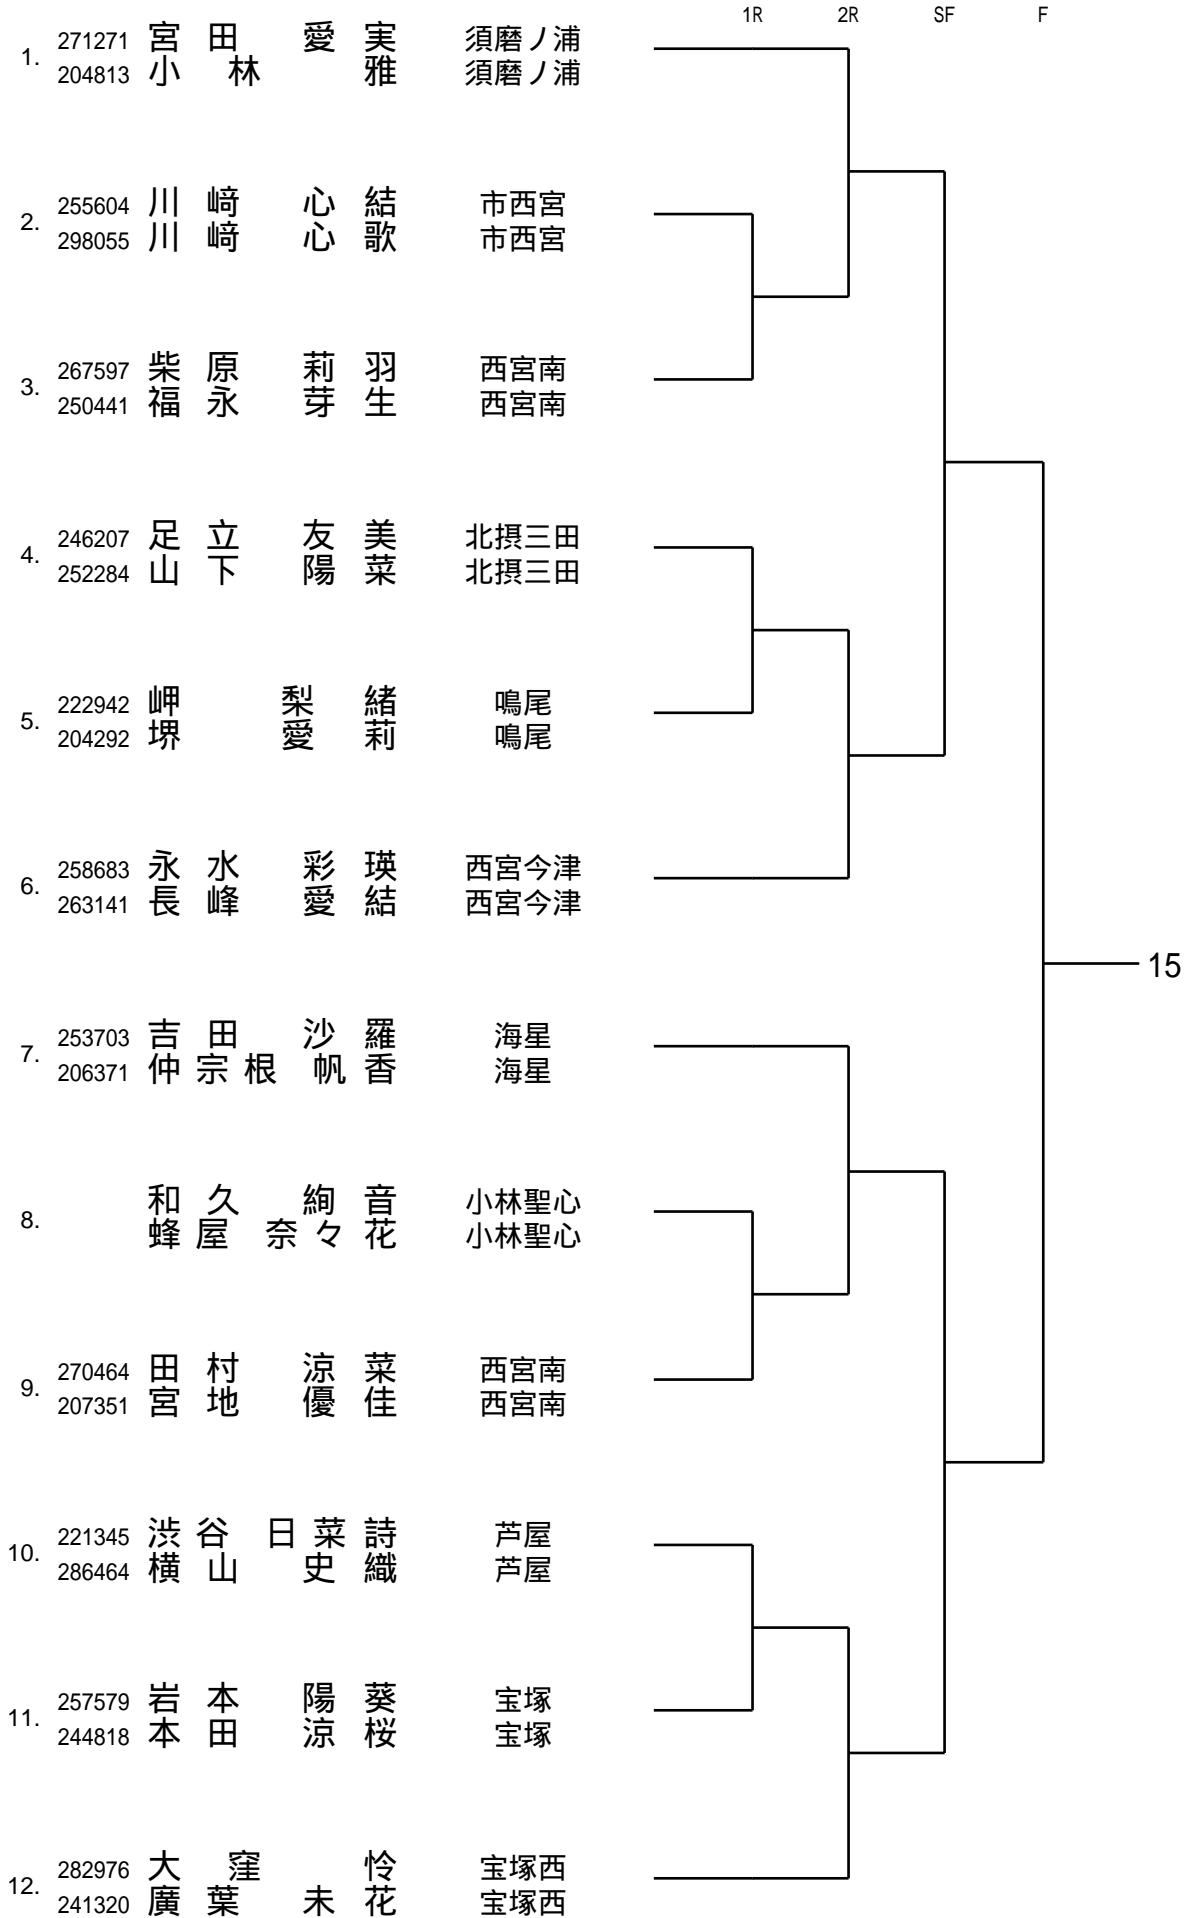 1R 2R SF F
1. 271271 宮田 愛実 須磨ノ浦
204813 小林 雅 須磨ノ浦
2. 255604 川﨑 心結 市西宮
298055 川﨑 心歌 市西宮
3. 267597 柴原 莉羽 西宮南
250441 福永 芽生 西宮南
4. 246207 足立 友美 北摂三田
252284 山下 陽菜 北摂三田
5. 222942 岬 梨緒 鳴尾
204292 堺 愛莉 鳴尾
6. 258683 永水 彩瑛 西宮今津
263141 長峰 愛結 西宮今津
15
7. 253703 吉田 沙羅 海星
206371 仲宗根 帆香 海星
8. 和久 絢音 小林聖心
蜂屋 奈々花 小林聖心
9. 270464 田村 涼菜 西宮南
207351 宮地 優佳 西宮南
10. 221345 渋谷 日菜詩 芦屋
286464 横山 史織 芦屋
11. 257579 岩本 陽葵 宝塚
244818 本田 涼桜 宝塚
12. 282976 大窪 怜 宝塚西
241320 廣葉 未花 宝塚西